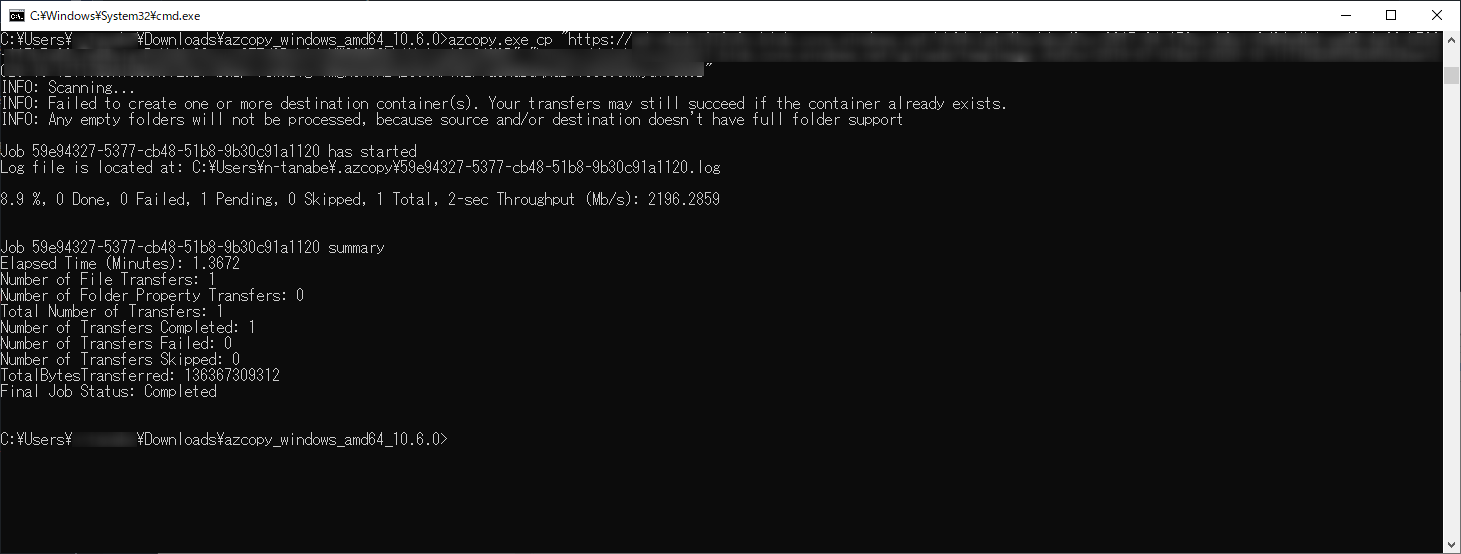 C:¥Windows¥System32¥cmd.exe
C:¥Users¥ ¥Downloads¥azcopy_windows_amd64_10.6.0>azcopy.exe cp "https://
"
INFO: Scanning...
INFO: Failed to create one or more destination container(s). Your transfers may still succeed if the container already exists.
INFO: Any empty folders will not be processed, because source and/or destination doesn't have full folder support
Job 59e94327-5377-cb48-51b8-9b30c91a1120 has started
Log file is located at: C:¥Users¥n-tanabe¥.azcopy¥59e94327-5377-cb48-51b8-9b30c91a1120.log
8.9 %, 0 Done, 0 Failed, 1 Pending, 0 Skipped, 1 Total, 2-sec Throughput (Mb/s): 2196.2859
Job 59e94327-5377-cb48-51b8-9b30c91a1120 summary
Elapsed Time (Minutes): 1.3672
Number of File Transfers: 1
Number of Folder Property Transfers: 0
Total Number of Transfers: 1
Number of Transfers Completed: 1
Number of Transfers Failed: 0
Number of Transfers Skipped: 0
TotalBytesTransferred: 136367309312
Final Job Status: Completed
C:¥Users¥ ¥Downloads¥azcopy_windows_amd64_10.6.0>